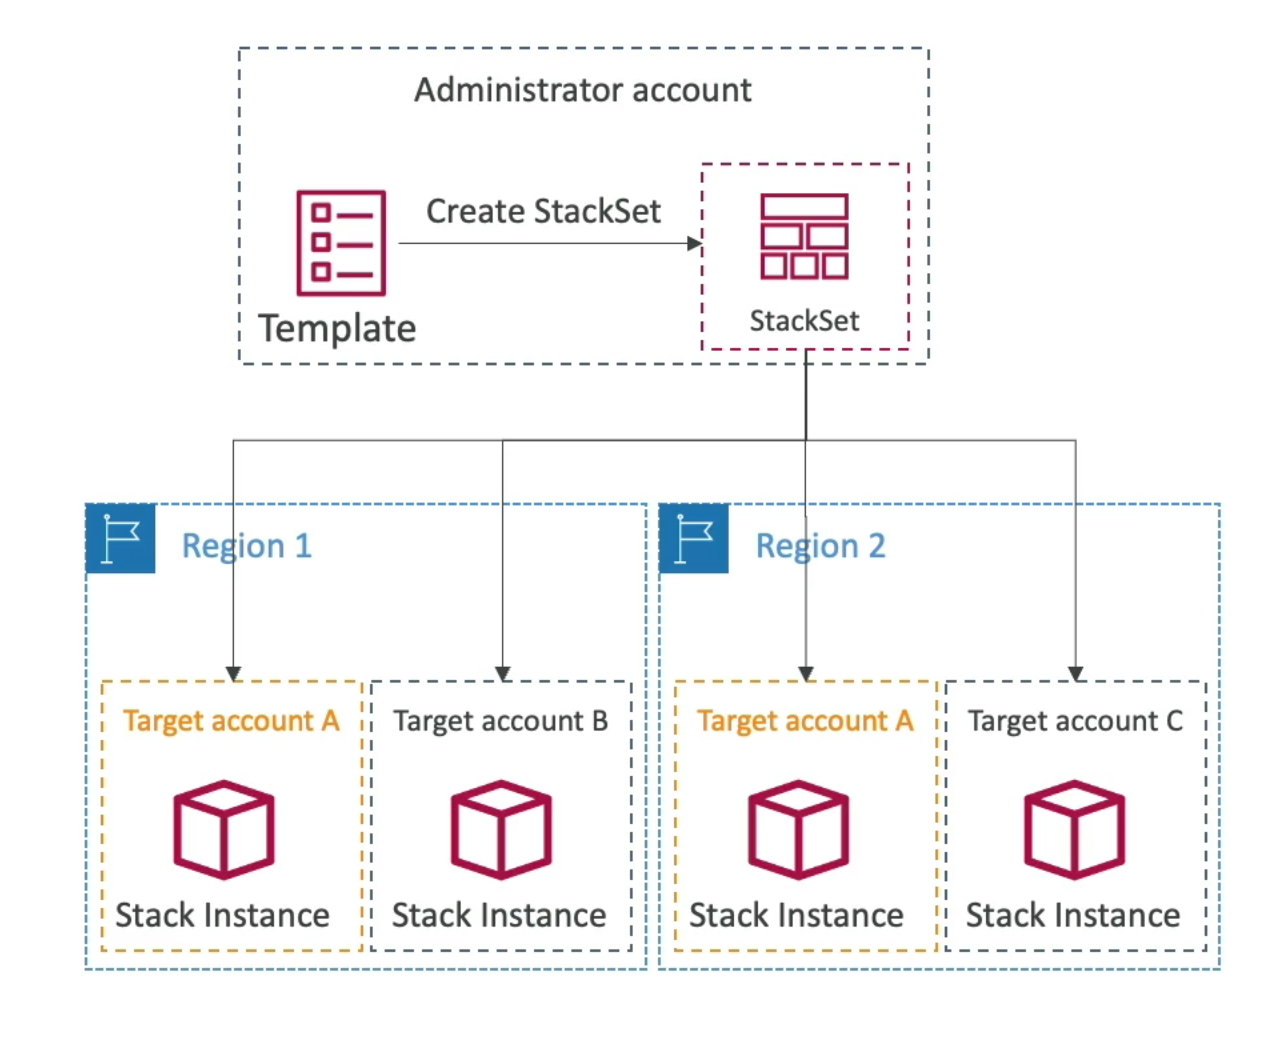 Administrator account
Create StackSet
Template
StackSet
Region 1
Region 2
Target account A
Target account B
Target account A
Target account C
Stack Instance
Stack Instance
Stack Instance
Stack Instance